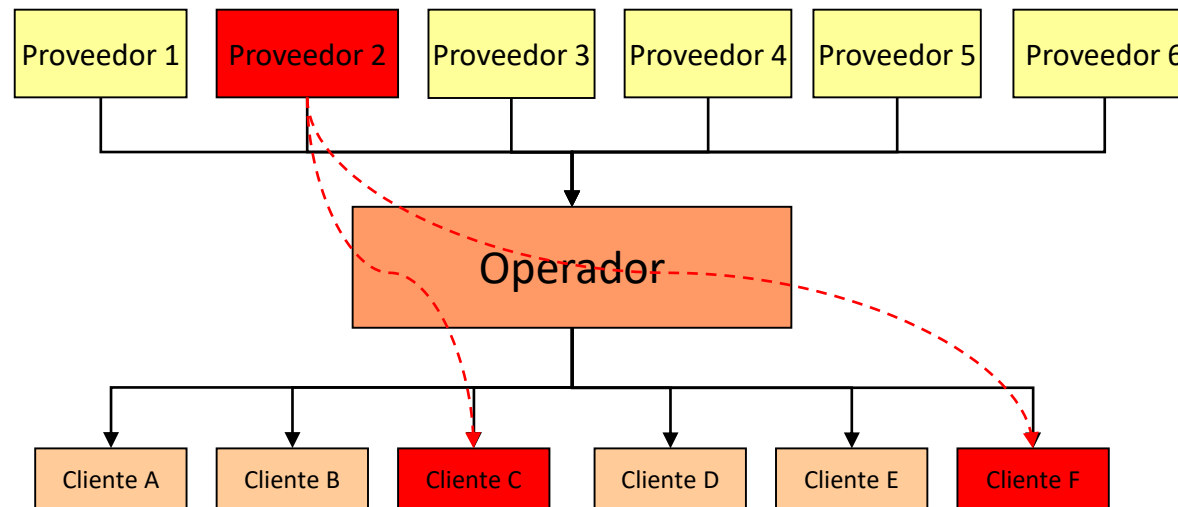 Proveedor 1
Proveedor 2
Proveedor 3
Proveedor 4
Proveedor 5
Proveedor 6
Operador
Cliente A
Cliente B
Cliente C
Cliente D
Cliente E
Cliente F